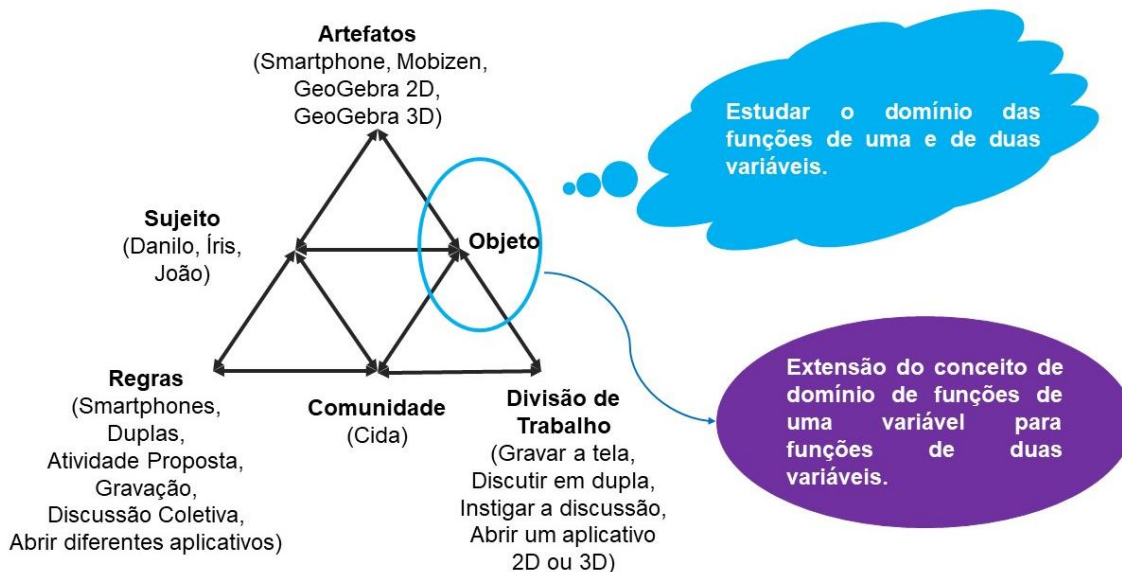 Artefatos
(Smartphone, Mobizen,
GeoGebra 2D,
GeoGebra 3D)
Estudar o domínio das
funções de uma e de duas
variáveis.
Sujeito
(Danilo, Íris,
João)
Objeto
Regras
(Smartphones,
Duplas,
Atividade Proposta,
Gravação,
Discussão Coletiva,
Abrir diferentes aplicativos)
Comunidade
(Cida)
Divisão de
Trabalho
(Gravar a tela,
Discutir em dupla,
Instigar a discussão,
Abrir um aplicativo
2D ou 3D)
Extensão do conceito de
domínio de funções de
uma variável para
funções de duas
variáveis.